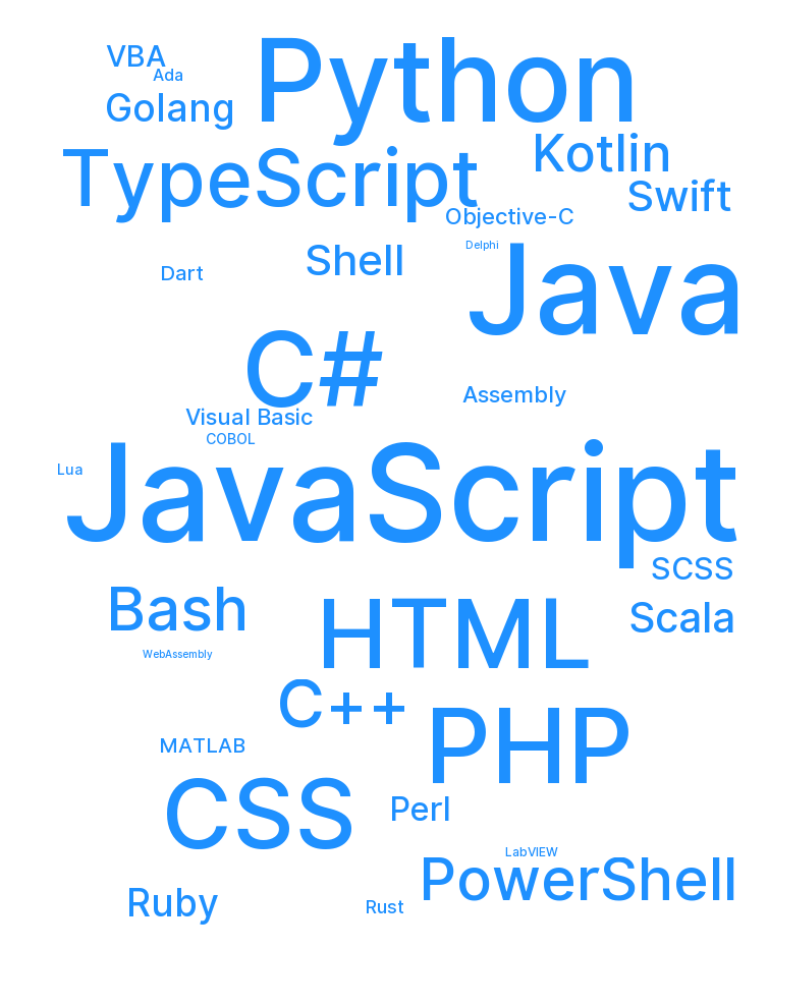 VBA
Ada
Python
Golang
Kotlin
TypeScript
Swift
Objective-C
Delphi
Shell
Dart
Java
C#
Assembly
Visual Basic
COBOL
Lua
JavaScript
SCSS
Bash
HTML
Scala
WebAssembly
C++
PHP
MATLAB
CSS
Perl
LabVIEW
PowerShell
Ruby
Rust